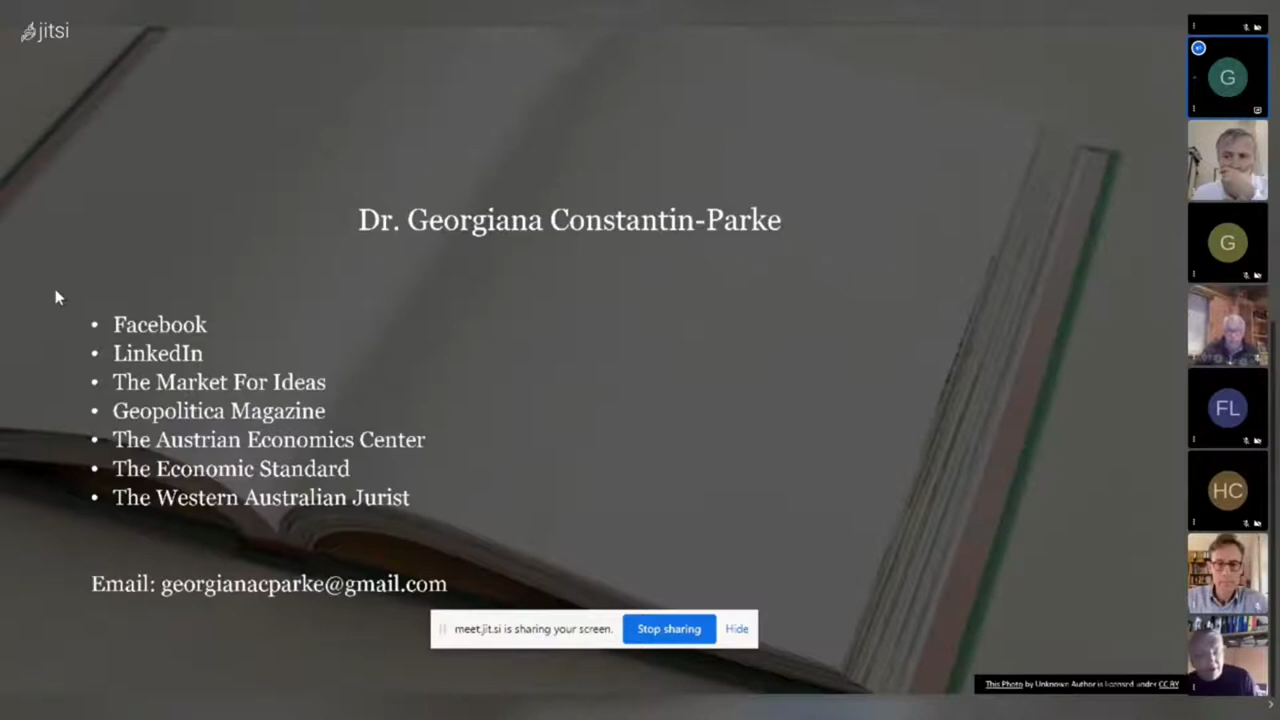 jitsi
Dr. Georgiana Constantin-Parke
• Facebook
• LinkedIn
• The Market For Ideas
• Geopolitica Magazine
• The Austrian Economics Center
• The Economic Standard
• The Western Australian Jurist
Email: georgianacparke@gmail.com
meet.jit.si is sharing your screen. Stop sharing Hide
This Photo by Unknown Author is licensed under CC BY
G
G
FL
HC